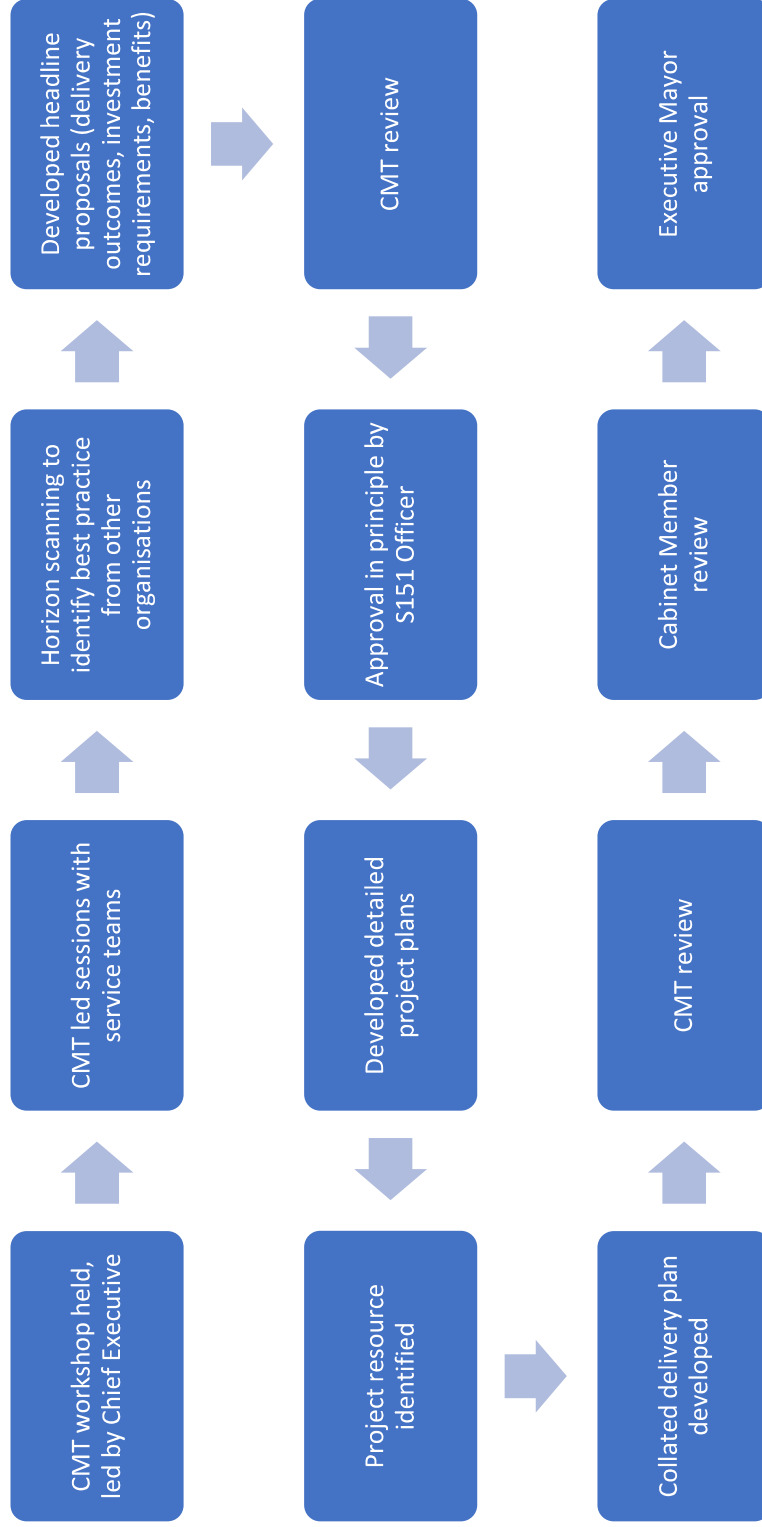 CMT workshop held,
led by Chief Executive
CMT led sessions with
service teams
Horizon scanning to
identify best practice
from other
organisations
Developed headline
proposals (delivery
outcomes, investment
requirements, benefits)
CMT review
Approval in principle by
S151 Officer
Developed detailed
project plans
Project resource
identified
Collated delivery plan
developed
CMT review
Cabinet Member
review
Executive Mayor
approval